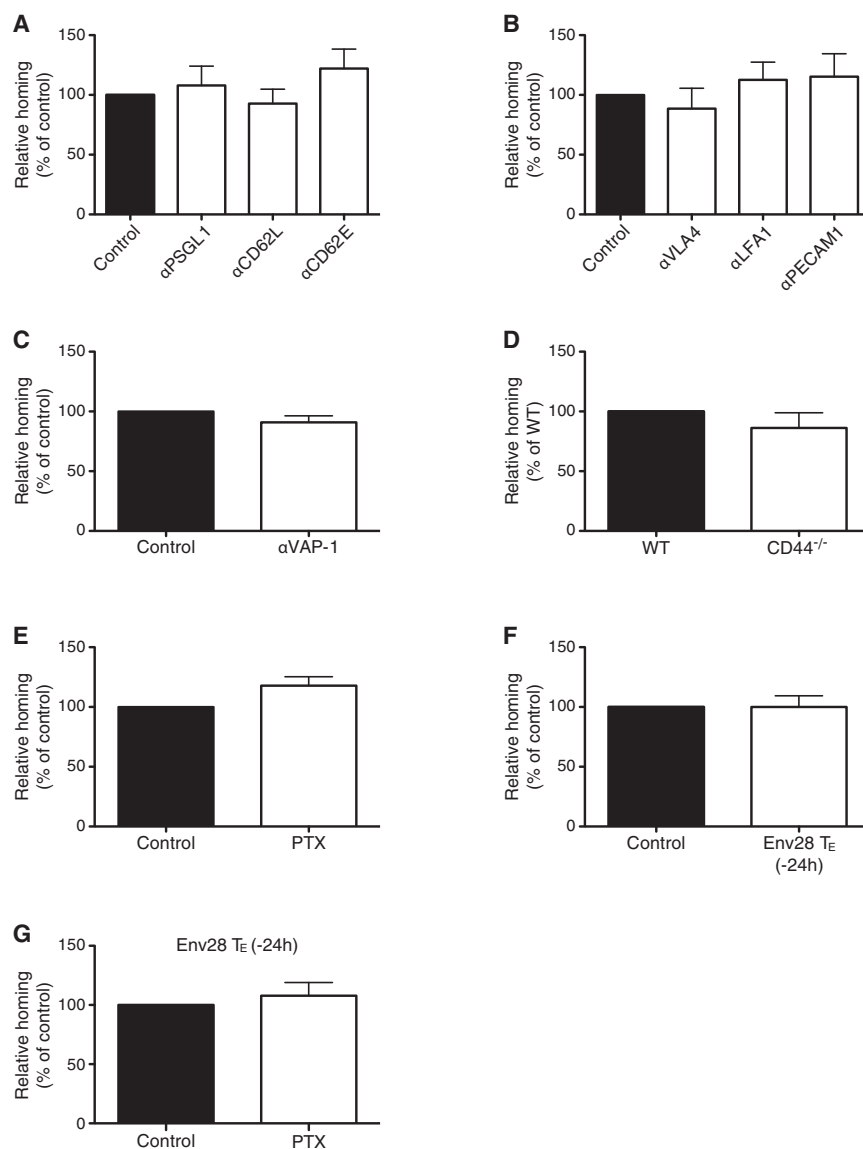 A
Relative homing
(% of control)
150
100
50
0
Control
αPSGL1
αCD62L
αCD62E
B
Relative homing
(% of control)
150
100
50
0
Control
αVLA4
αLFA1
αPECAM1
C
Relative homing
(% of control)
150
100
50
0
Control
αVAP-1
D
Relative homing
(% of WT)
150
100
50
0
WT
CD44-/-
E
Relative homing
(% of control)
150
100
50
0
Control
PTX
F
Relative homing
(% of control)
150
100
50
0
Control
Env28 TE
(-24h)
G
Env28 TE (-24h)
Relative homing
(% of control)
150
100
50
0
Control
PTX